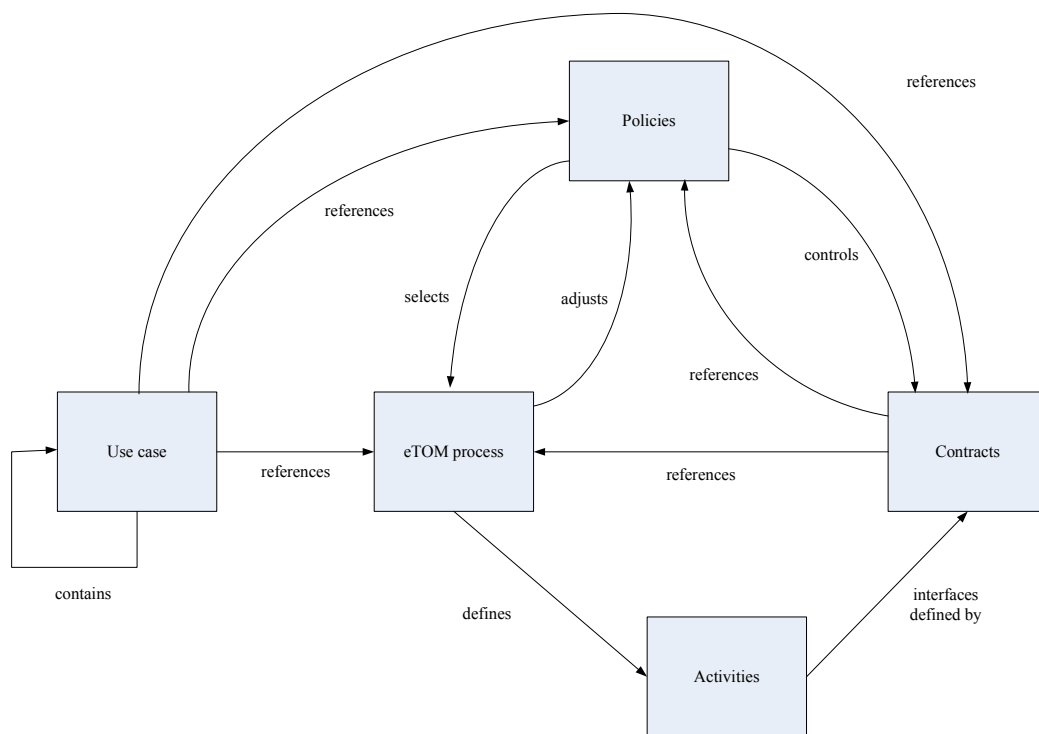 references
Policies
references
controls
selects
adjusts
references
Use case
eTOM process
Contracts
references
references
contains
interfaces
defined by
defines
Activities